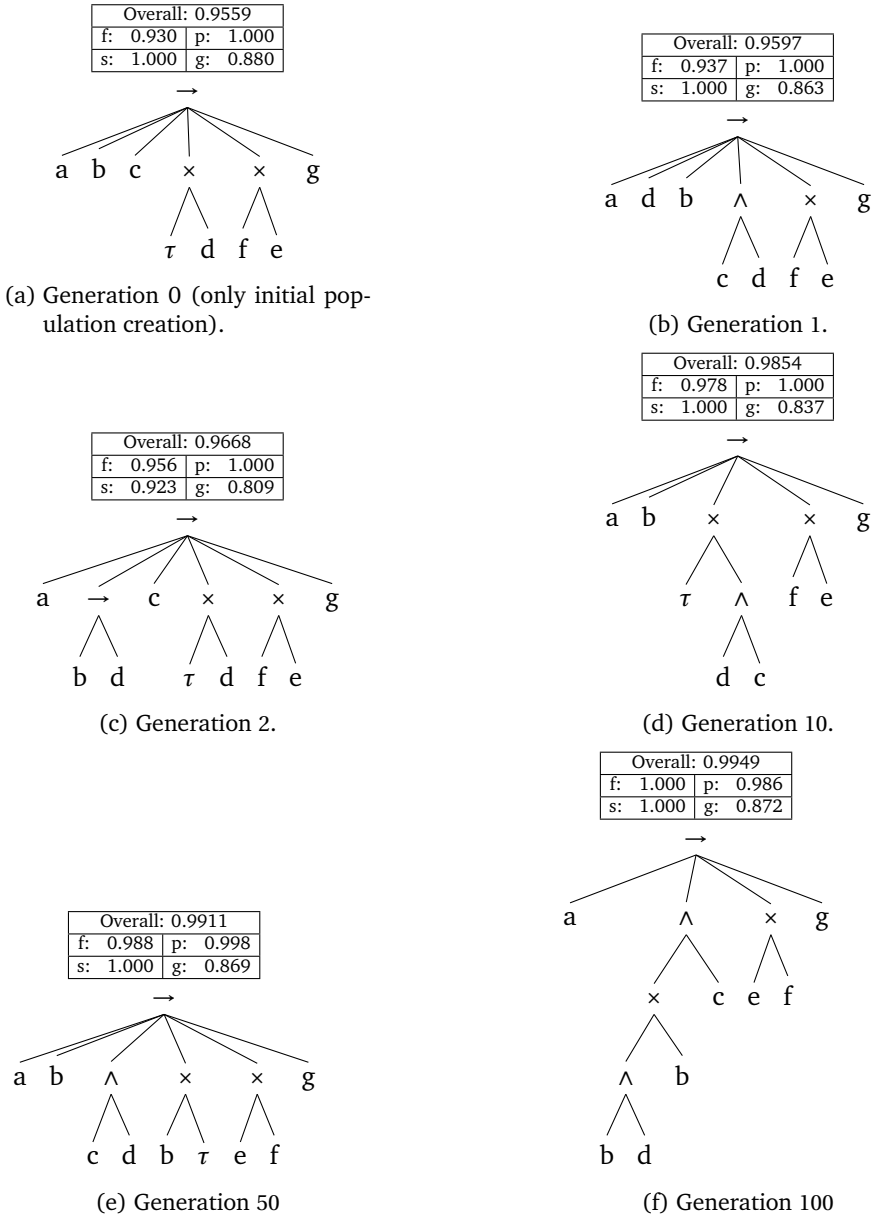 Overall: 0.9559
f: 0.930 p: 1.000
s: 1.000 g: 0.880
→
a b c × × g
τ d f e
(a) Generation 0 (only initial pop-
ulation creation).
Overall: 0.9597
f: 0.937 p: 1.000
s: 1.000 g: 0.863
→
a d b ∧ × g
c d f e
(b) Generation 1.
Overall: 0.9668
f: 0.956 p: 1.000
s: 0.923 g: 0.809
→
a → c × × g
b d τ d f e
(c) Generation 2.
Overall: 0.9854
f: 0.978 p: 1.000
s: 1.000 g: 0.837
→
a b × × g
τ ∧ f e
d c
(d) Generation 10.
Overall: 0.9911
f: 0.988 p: 0.998
s: 1.000 g: 0.869
→
a b ∧ × × g
c d b τ e f
(e) Generation 50
Overall: 0.9949
f: 1.000 p: 0.986
s: 1.000 g: 0.872
→
a ∧ × g
× c e f
∧ b
b d
(f) Generation 100